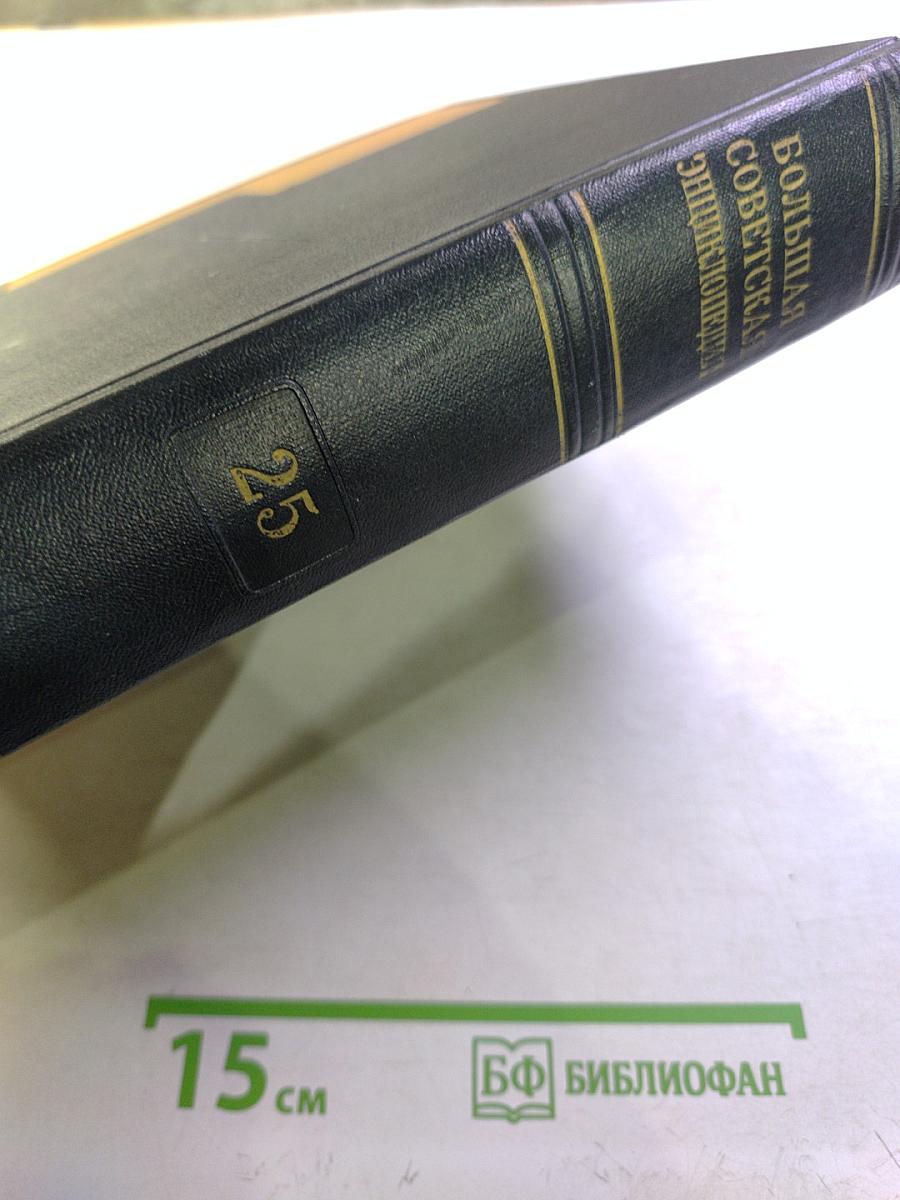 БОЛЬШАЯ
СОВЕТСКАЯ
ЭНЦИКЛОПЕДИЯ
25
15 см
БФ БИБЛИОФАН